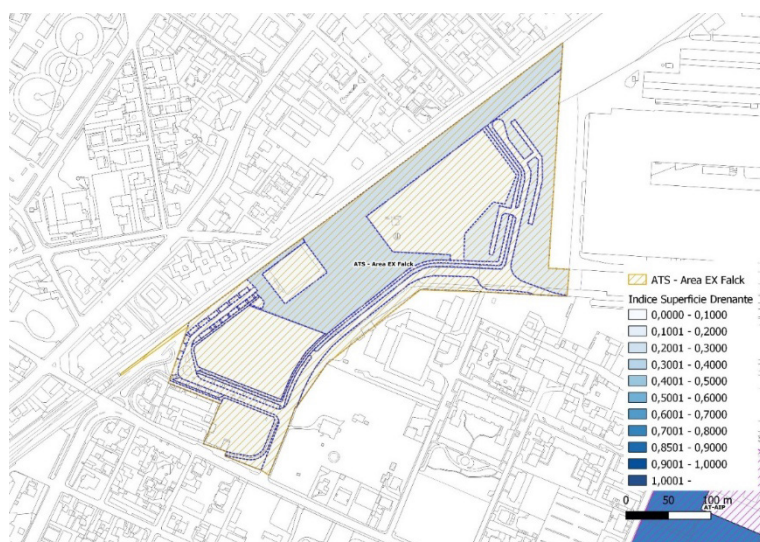 ATS - Area EX Falck
ATS - Area EX Falck
Indice Superficie Drenante
0,0000 - 0,1000
0,1001 - 0,2000
0,2001 - 0,3000
0,3001 - 0,4000
0,4001 - 0,5000
0,5001 - 0,6000
0,6001 - 0,7000
0,7001 - 0,8000
0,8501 - 0,9000
0,9001 - 1,0000
1,0001 -
0 50 100 m
AT-AIP